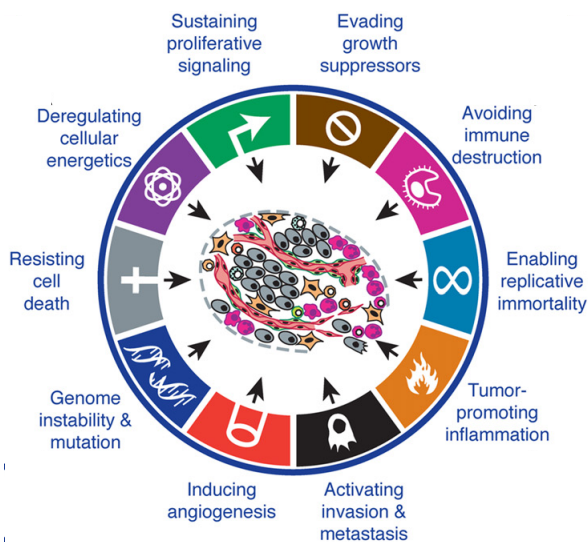 Sustaining
proliferative
signaling
Evading
growth
suppressors
Avoiding
immune
destruction
Enabling
replicative
immortality
Tumor-
promoting
inflammation
Activating
invasion &
metastasis
Inducing
angiogenesis
Genome
instability &
mutation
Resisting
cell
death
Deregulating
cellular
energetics